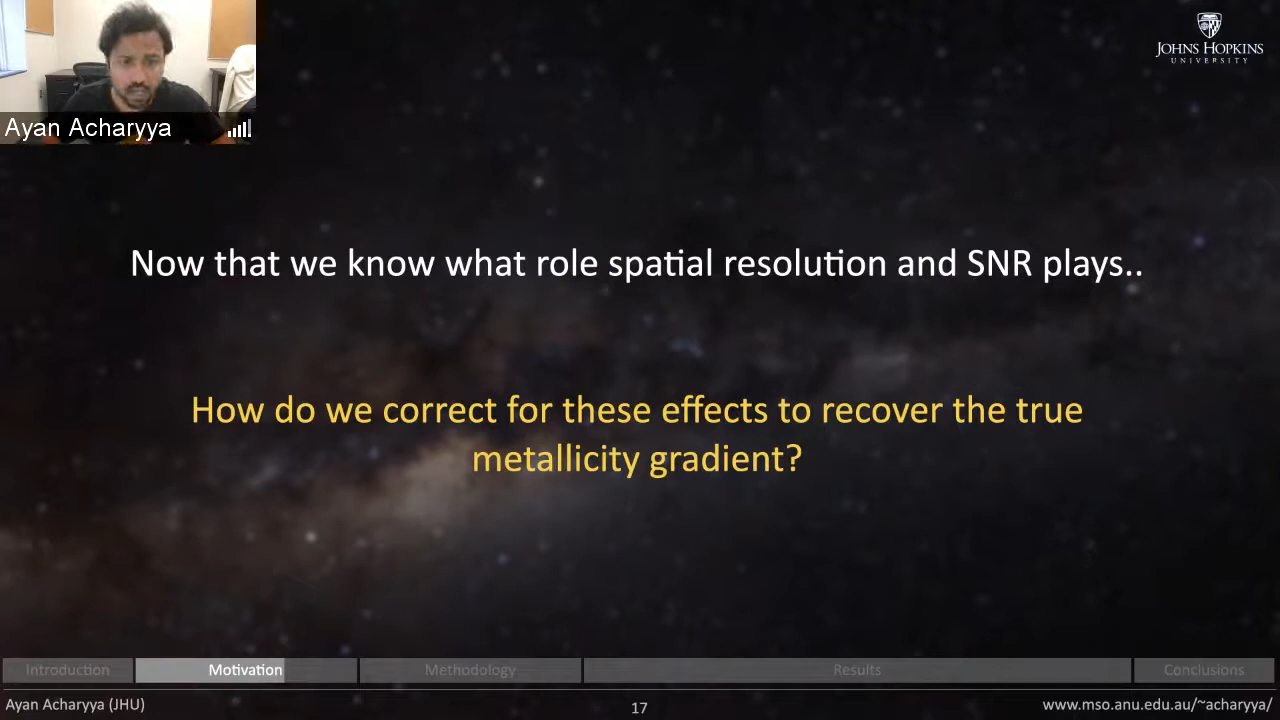 Ayan Acharyya
JOHNS HOPKINS
UNIVERSITY
Now that we know what role spatial resolution and SNR plays..
How do we correct for these effects to recover the true
metallicity gradient?
Introduction Motivation Methodology Results Conclusions
Ayan Acharyya (JHU) 17 www.mso.anu.edu.au/~acharyya/